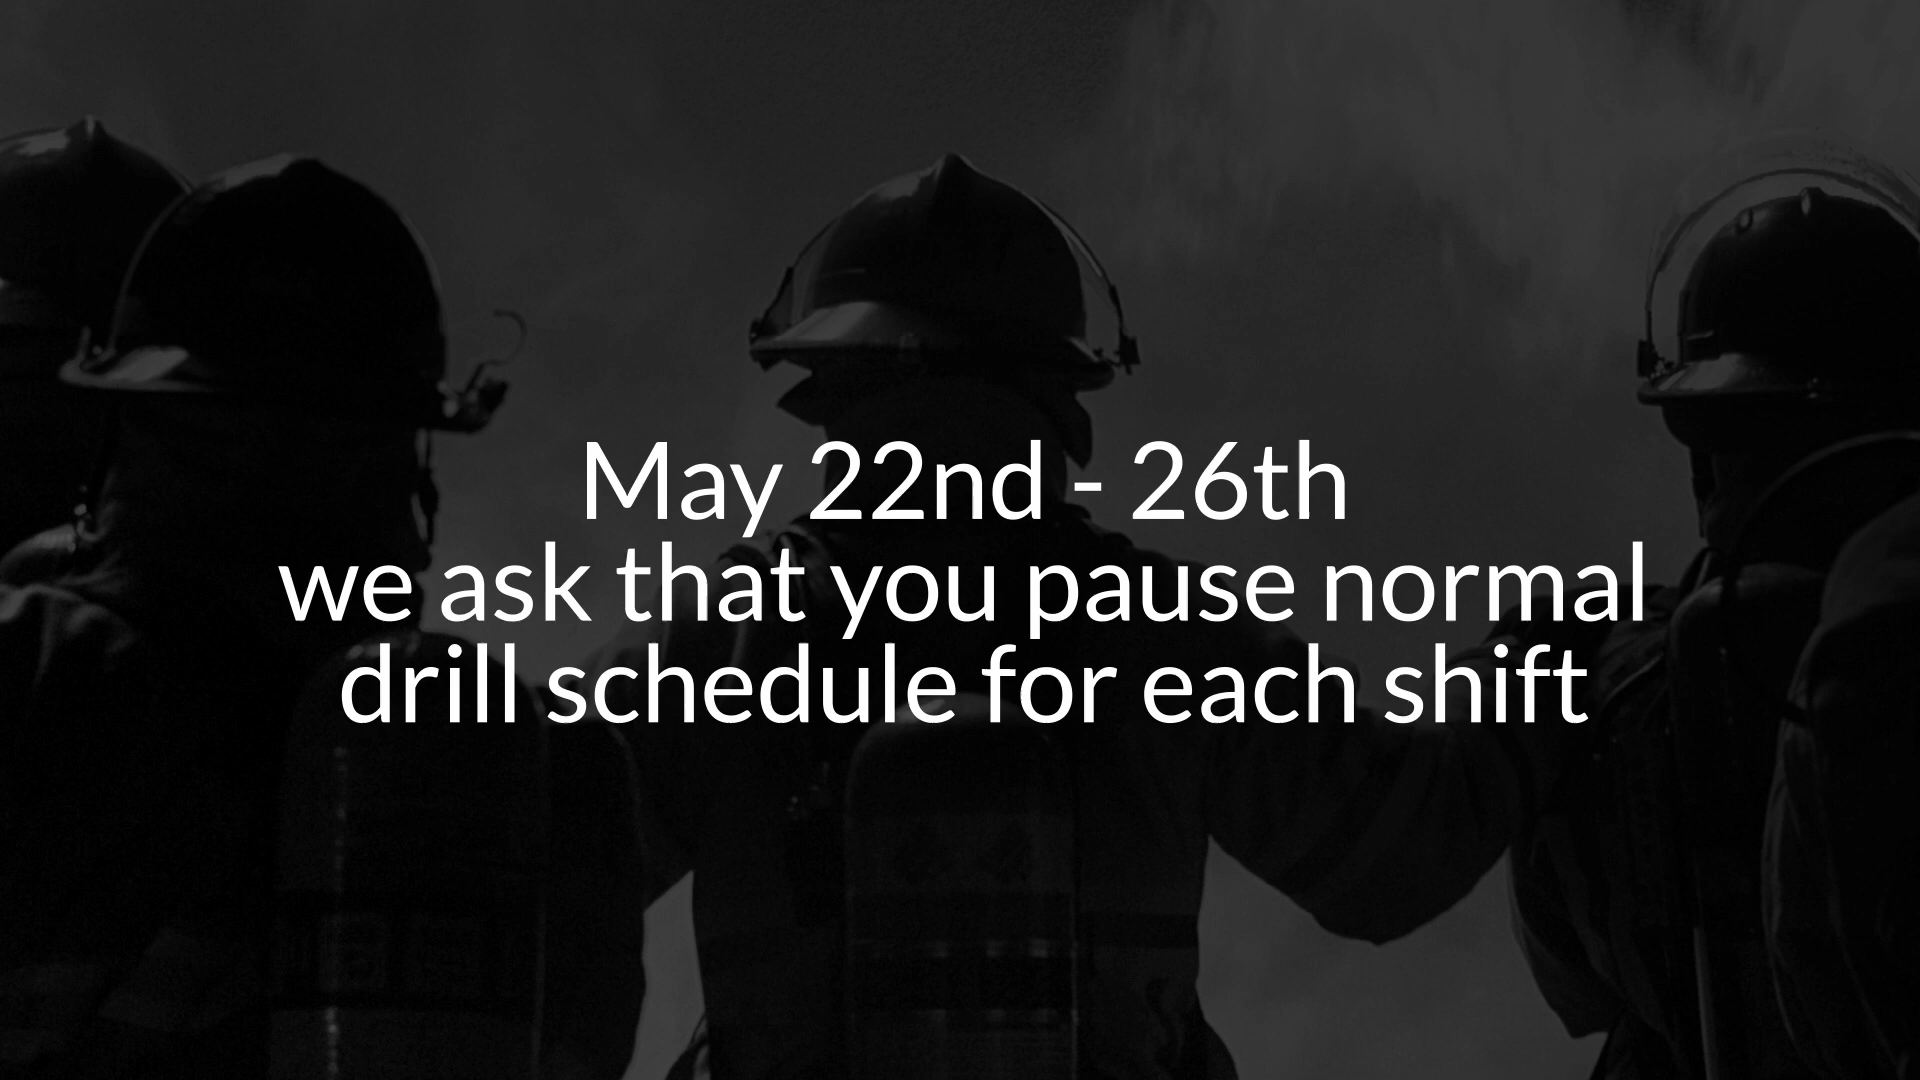 May 22nd - 26th
we ask that you pause normal
drill schedule for each shift